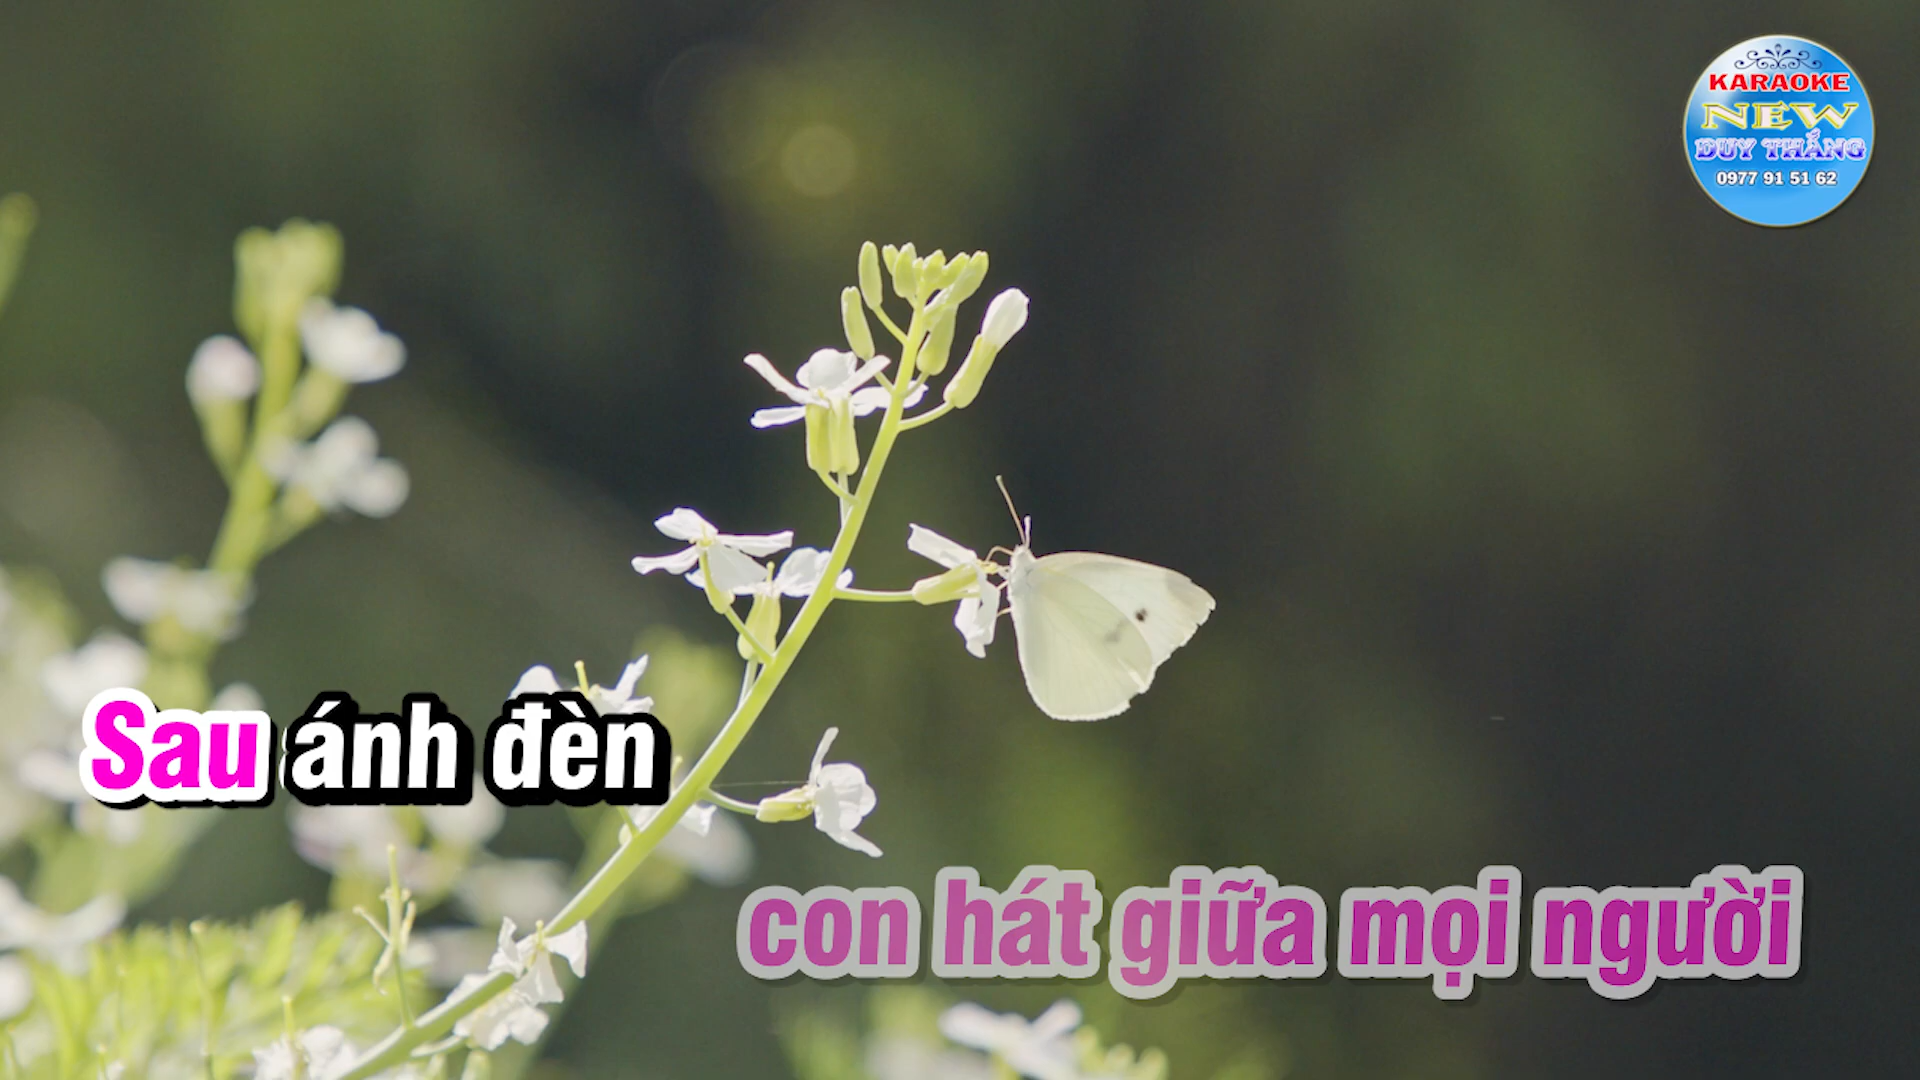 KARAOKE
NEW
DUY THẮNG
0977 91 51 62
Sau ánh đèn
con hát giữa mọi người